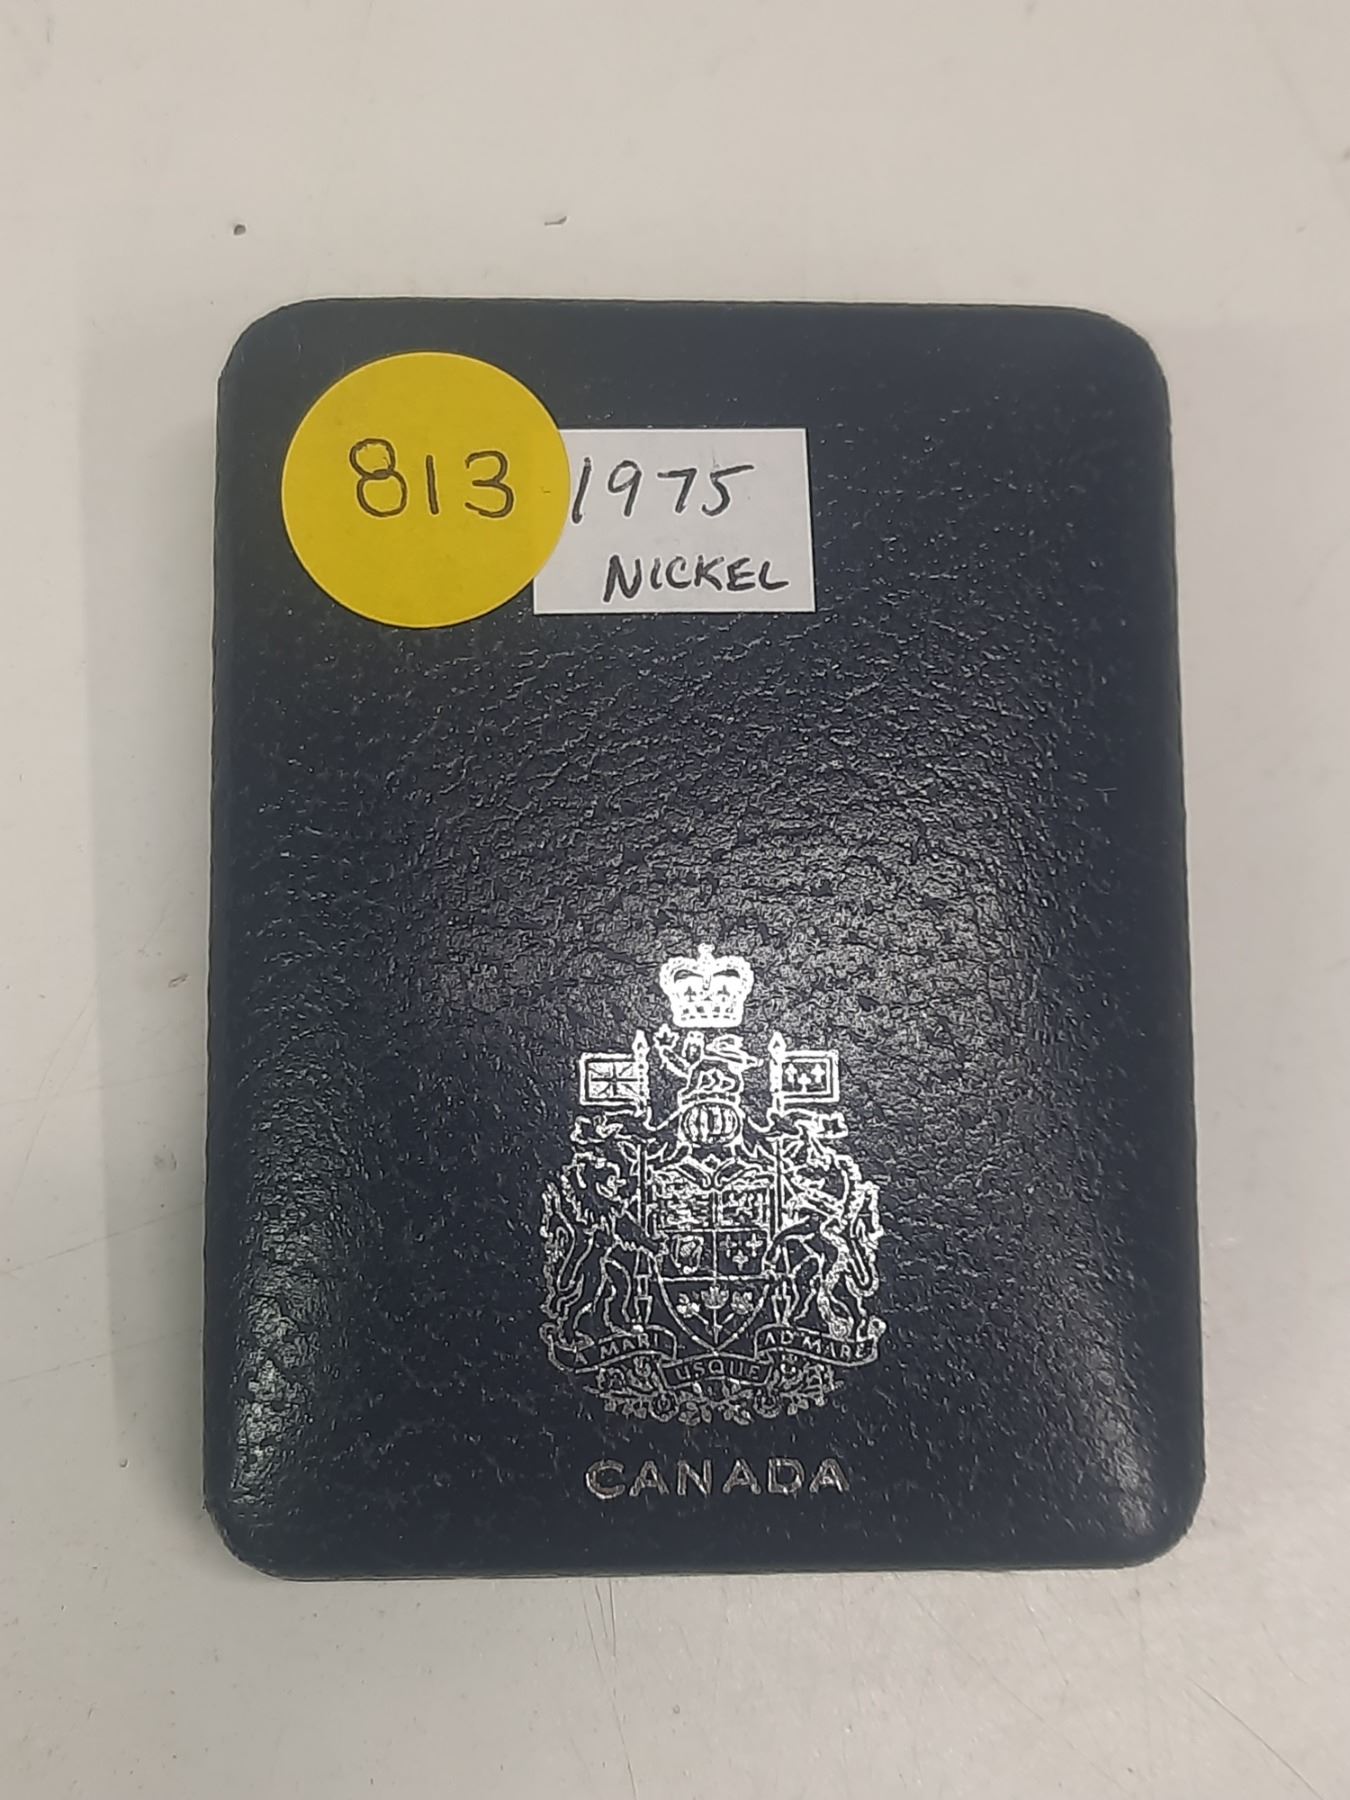 813
1975
NICKEL
A MARI
USQUE
AD MARE
CANADA